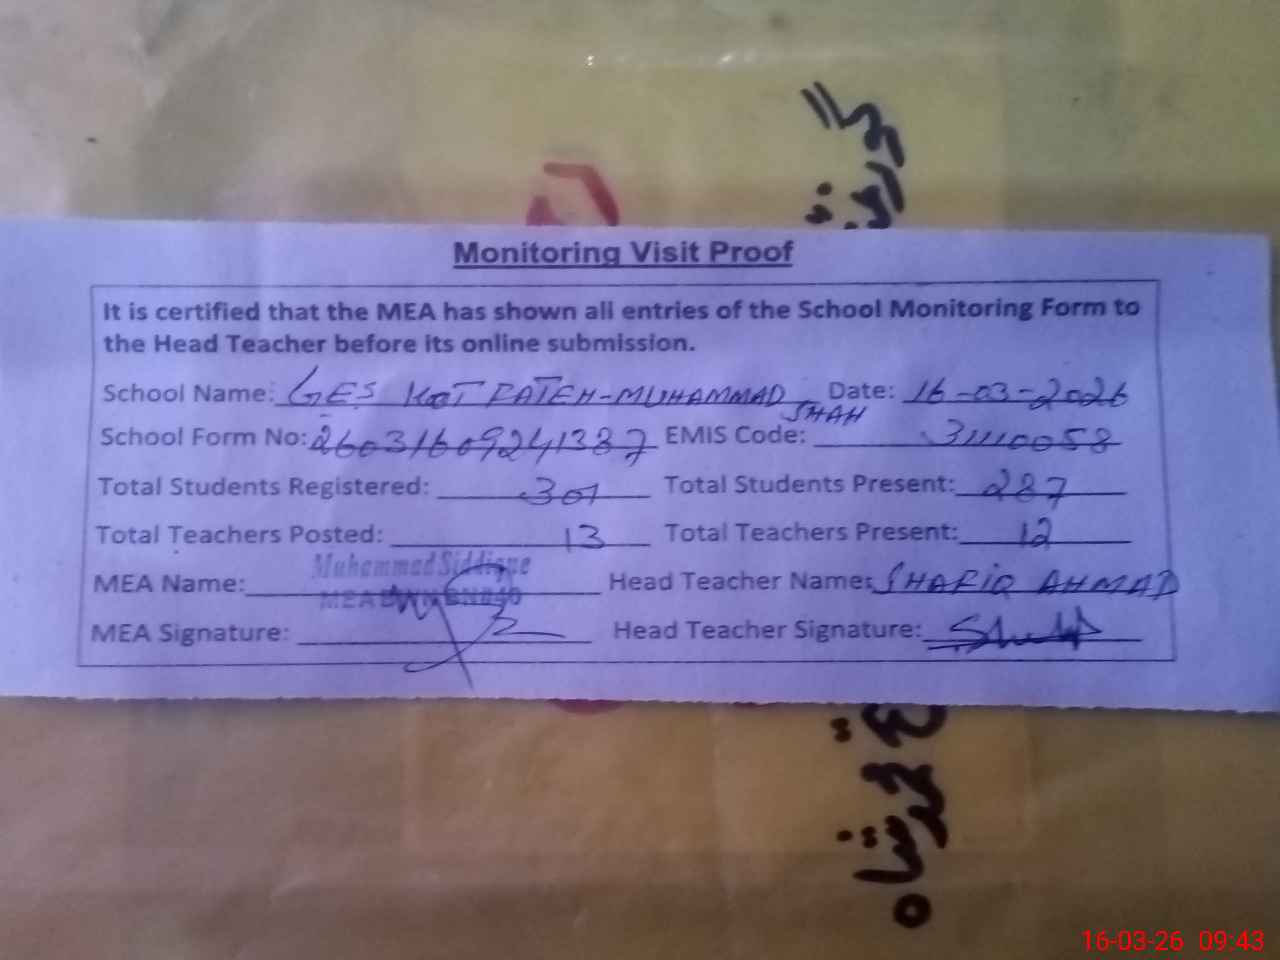 Monitoring Visit Proof
It is certified that the MEA has shown all entries of the School Monitoring Form to
the Head Teacher before its online submission.
School Name: GES KOT FATEH-MUHAMMAD SHAH Date: 16-03-2026
School Form No: 26031609241387 EMIS Code: 31110058
Total Students Registered: 301 Total Students Present: 287
Total Teachers Posted: 13 Total Teachers Present: 12
MEA Name: Muhammad Siddique Head Teacher Name: SHAFIQ AHMAD
MEA Signature: Head Teacher Signature:
16-03-26 09:43